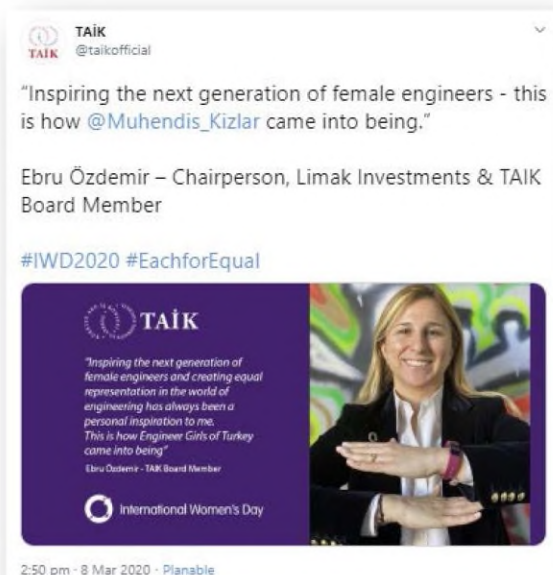 TAİK
@taikofficial
TAİK
“Inspiring the next generation of female engineers - this
is how @Muhendis_Kizlar came into being.”
Ebru Özdemir – Chairperson, Limak Investments & TAIK
Board Member
#IWD2020 #EachforEqual
TAİK
"Inspiring the next generation of
female engineers and creating equal
representation in the world of
engineering has always been a
personal inspiration to me.
This is how Engineer Girls of Turkey
came into being"
Ebru Özdemir - TAIK Board Member
International Women's Day
2:50 pm · 8 Mar 2020 · Planable